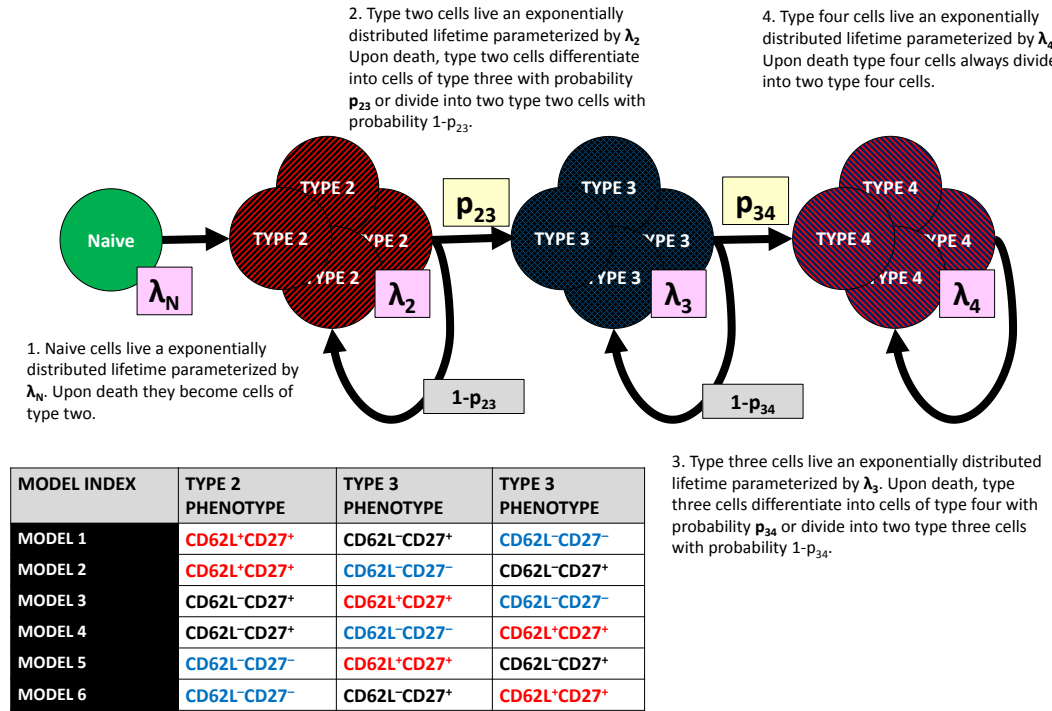 2. Type two cells live an exponentially
distributed lifetime parameterized by λ2
Upon death, type two cells differentiate
into cells of type three with probability
p23 or divide into two type two cells with
probability 1-p23.
4. Type four cells live an exponentially
distributed lifetime parameterized by λ4
Upon death type four cells always divide
into two type four cells.
Naive
λN
TYPE 2
TYPE 2
TYPE 2
TYPE 2
λ2
p23
1-p23
TYPE 3
TYPE 3
TYPE 3
TYPE 3
λ3
p34
1-p34
TYPE 4
TYPE 4
TYPE 4
TYPE 4
λ4
1. Naive cells live a exponentially
distributed lifetime parameterized by
λN. Upon death they become cells of
type two.
3. Type three cells live an exponentially distributed
lifetime parameterized by λ3. Upon death, type
three cells differentiate into cells of type four with
probability p34 or divide into two type three cells
with probability 1-p34.
MODEL INDEX TYPE 2 PHENOTYPE TYPE 3 PHENOTYPE TYPE 3 PHENOTYPE
MODEL 1 CD62L+CD27+ CD62L−CD27+ CD62L−CD27−
MODEL 2 CD62L+CD27+ CD62L−CD27− CD62L−CD27+
MODEL 3 CD62L−CD27+ CD62L+CD27+ CD62L−CD27−
MODEL 4 CD62L−CD27+ CD62L−CD27− CD62L+CD27+
MODEL 5 CD62L−CD27− CD62L+CD27+ CD62L−CD27+
MODEL 6 CD62L−CD27− CD62L−CD27+ CD62L+CD27+